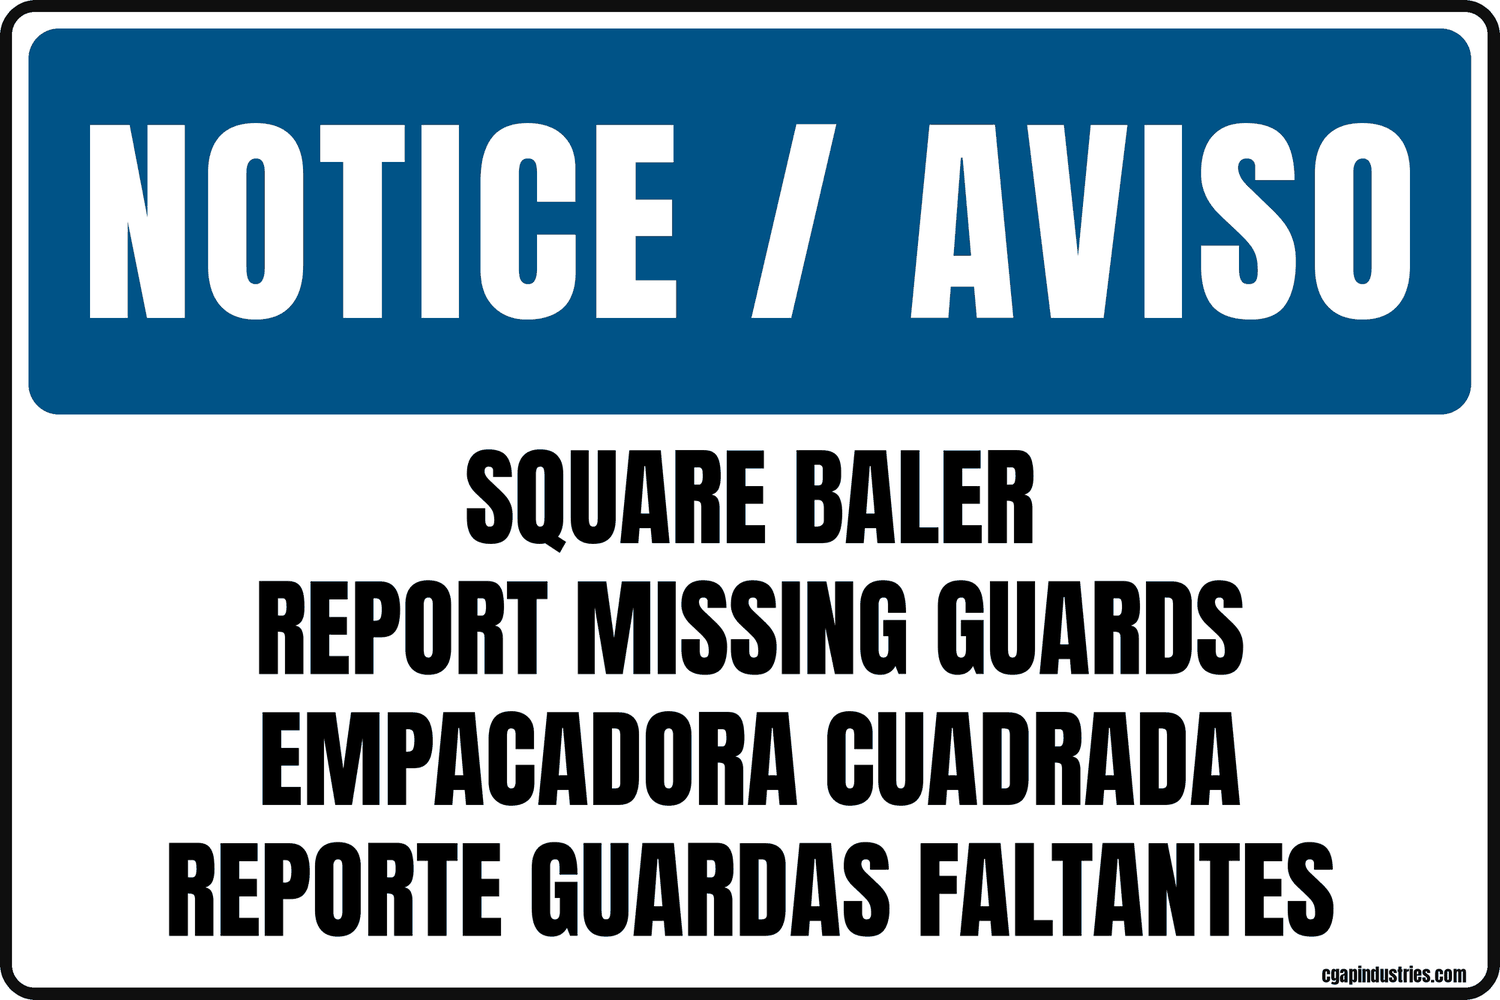 NOTICE / AVISO
SQUARE BALER
REPORT MISSING GUARDS
EMPACADORA CUADRADA
REPORTE GUARDAS FALTANTES
cgapindustries.com